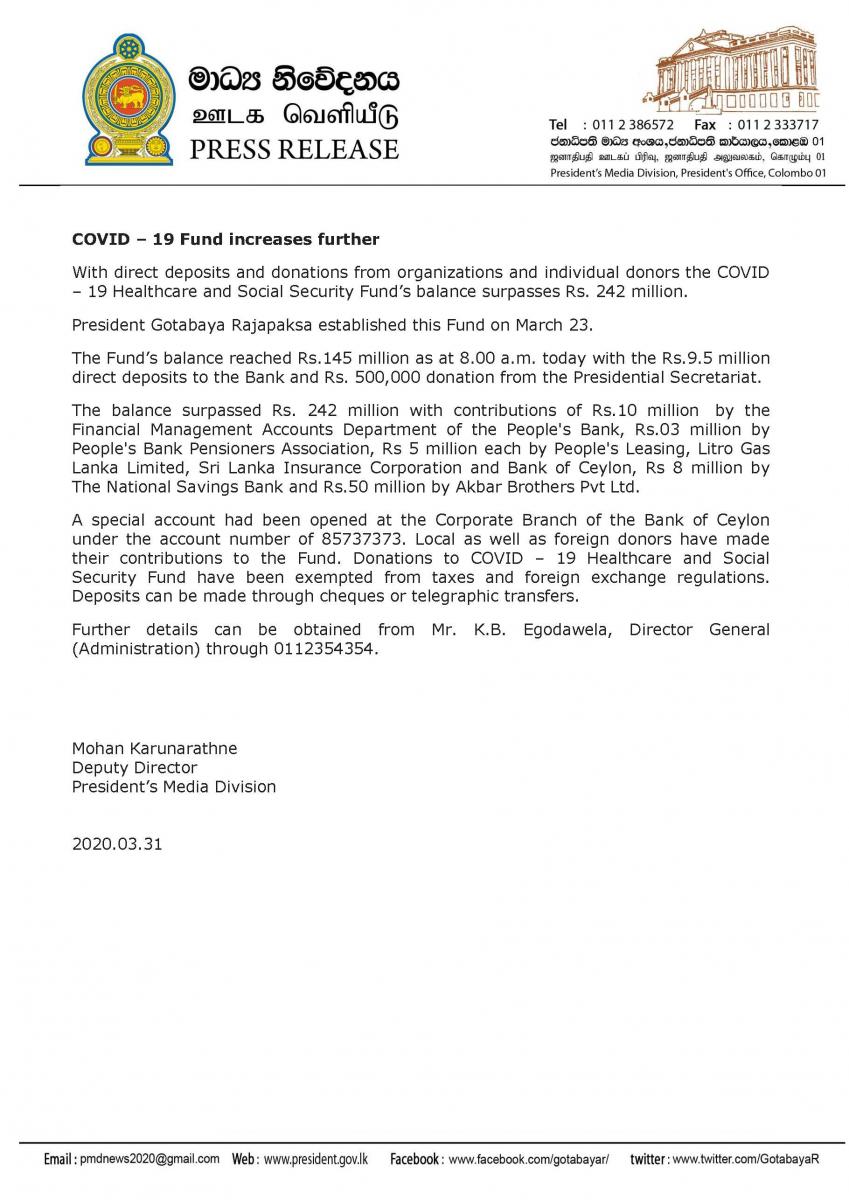 මාධ්‍ය නිවේදනය
ஊடக வெளியீடு
PRESS RELEASE
Tel : 011 2 386572 Fax : 011 2 333717
ජනාධිපති මාධ්‍ය අංශය,ජනාධිපති කාර්යාලය,කොළඹ 01
ஜனாதிபதி ஊடகப் பிரிவு, ஜனாதிபதி அலுவலகம், கொழும்பு 01
President's Media Division, President's Office, Colombo 01
COVID – 19 Fund increases further
With direct deposits and donations from organizations and individual donors the COVID
– 19 Healthcare and Social Security Fund's balance surpasses Rs. 242 million.
President Gotabaya Rajapaksa established this Fund on March 23.
The Fund's balance reached Rs.145 million as at 8.00 a.m. today with the Rs.9.5 million
direct deposits to the Bank and Rs. 500,000 donation from the Presidential Secretariat.
The balance surpassed Rs. 242 million with contributions of Rs.10 million by the
Financial Management Accounts Department of the People's Bank, Rs.03 million by
People's Bank Pensioners Association, Rs 5 million each by People's Leasing, Litro Gas
Lanka Limited, Sri Lanka Insurance Corporation and Bank of Ceylon, Rs 8 million by
The National Savings Bank and Rs.50 million by Akbar Brothers Pvt Ltd.
A special account had been opened at the Corporate Branch of the Bank of Ceylon
under the account number of 85737373. Local as well as foreign donors have made
their contributions to the Fund. Donations to COVID – 19 Healthcare and Social
Security Fund have been exempted from taxes and foreign exchange regulations.
Deposits can be made through cheques or telegraphic transfers.
Further details can be obtained from Mr. K.B. Egodawela, Director General
(Administration) through 0112354354.
Mohan Karunarathne
Deputy Director
President's Media Division
2020.03.31
Email : pmdnews2020@gmail.com Web : www.president.gov.lk Facebook : www.facebook.com/gotabayar/ twitter : www.twitter.com/GotabayaR